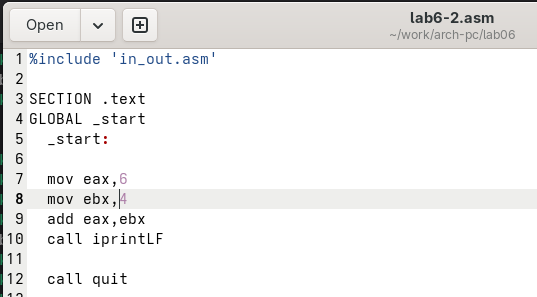 Open
lab6-2.asm
~/work/arch-pc/lab06
1 %include 'in_out.asm'
2
3 SECTION .text
4 GLOBAL _start
5   _start:
6
7   mov eax,6
8   mov ebx,4
9   add eax,ebx
10   call iprintLF
11
12   call quit